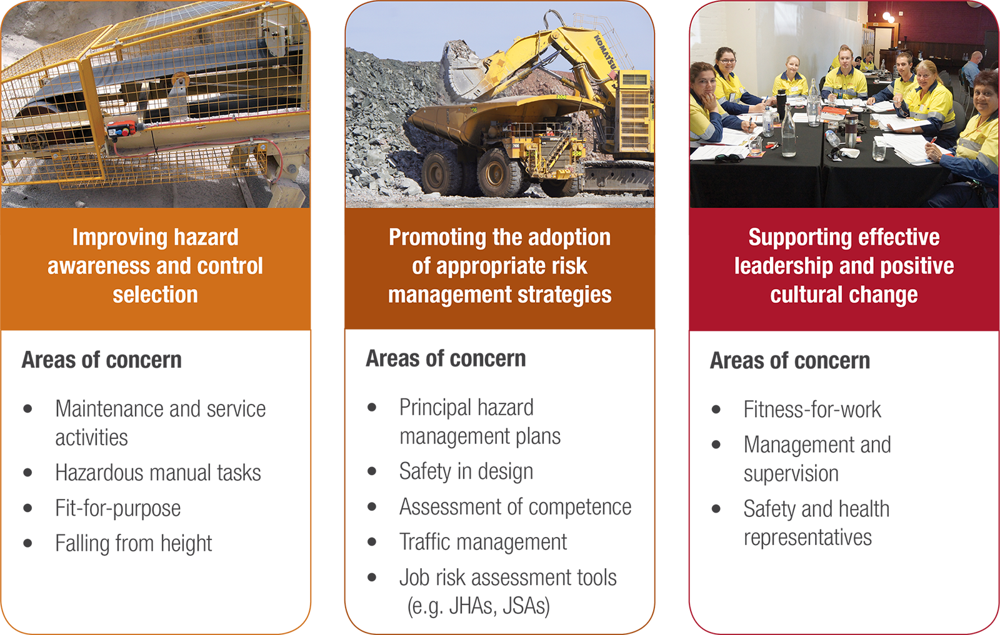 KOMATSU
206
06
206
Improving hazard
awareness and control
selection
Areas of concern
• Maintenance and service
activities
• Hazardous manual tasks
• Fit-for-purpose
• Falling from height
Promoting the adoption
of appropriate risk
management strategies
Areas of concern
• Principal hazard
management plans
• Safety in design
• Assessment of competence
• Traffic management
• Job risk assessment tools
(e.g. JHAs, JSAs)
Supporting effective
leadership and positive
cultural change
Areas of concern
• Fitness-for-work
• Management and
supervision
• Safety and health
representatives